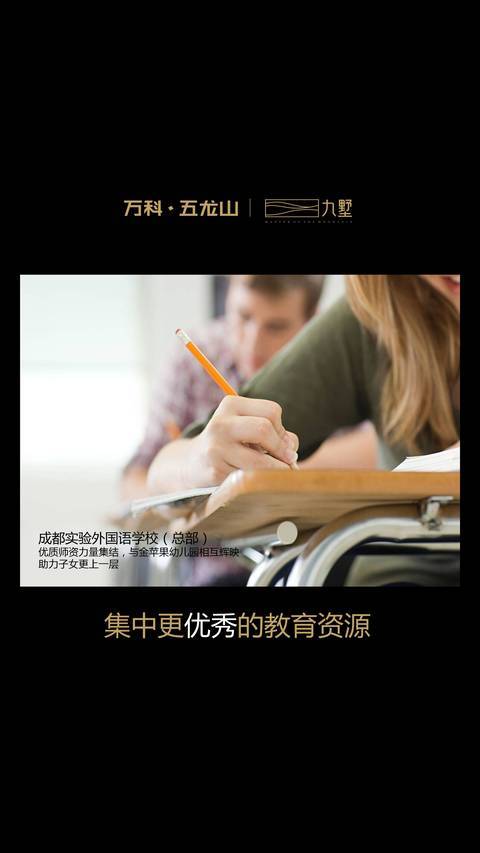 万科·五龙山 九墅
成都实验外国语学校（总部）
优质师资力量集结，与金苹果幼儿园相互辉映
助力子女更上一层
集中更优秀的教育资源